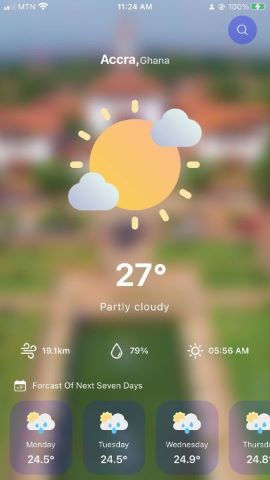 MTN 11:24 AM 100%
Accra,Ghana
27°
Partly cloudy
19.1km 79% 05:56 AM
Forcast Of Next Seven Days
Monday Tuesday Wednesday Thursda
24.5° 24.5° 24.9° 24.8°